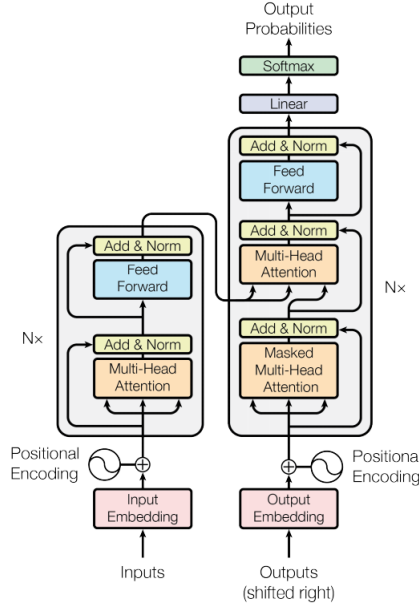 Output
Probabilities
Softmax
Linear
Add & Norm
Feed
Forward
Add & Norm
Multi-Head
Attention
Add & Norm
Masked
Multi-Head
Attention
N×
Add & Norm
Feed
Forward
Add & Norm
Multi-Head
Attention
N×
Positional
Encoding
Positional
Encoding
Input
Embedding
Output
Embedding
Inputs
Outputs
(shifted right)